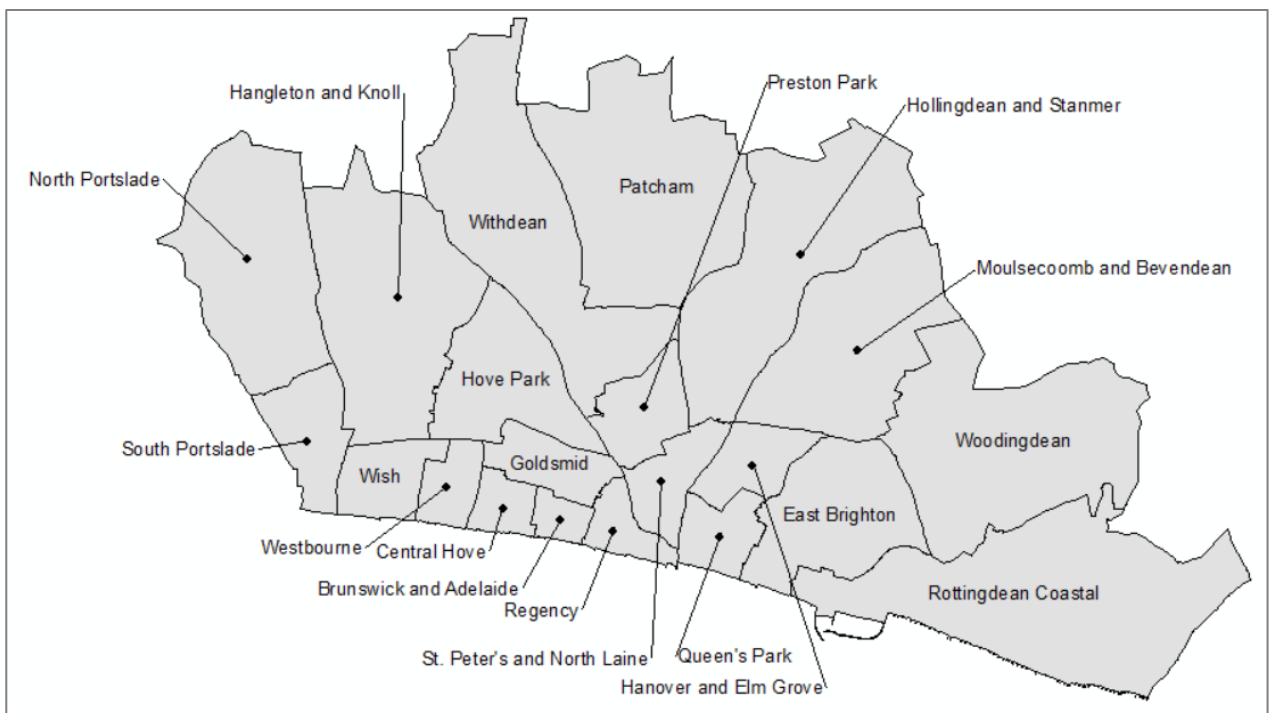 Preston Park
Hangleton and Knoll
Hollingdean and Stanmer
North Portslade
Patcham
Withdean
Moulsecoomb and Bevendean
Hove Park
South Portslade
Woodingdean
Goldsmid
Wish
East Brighton
Westbourne
Central Hove
Brunswick and Adelaide
Rottingdean Coastal
Regency
St. Peter's and North Laine
Queen's Park
Hanover and Elm Grove